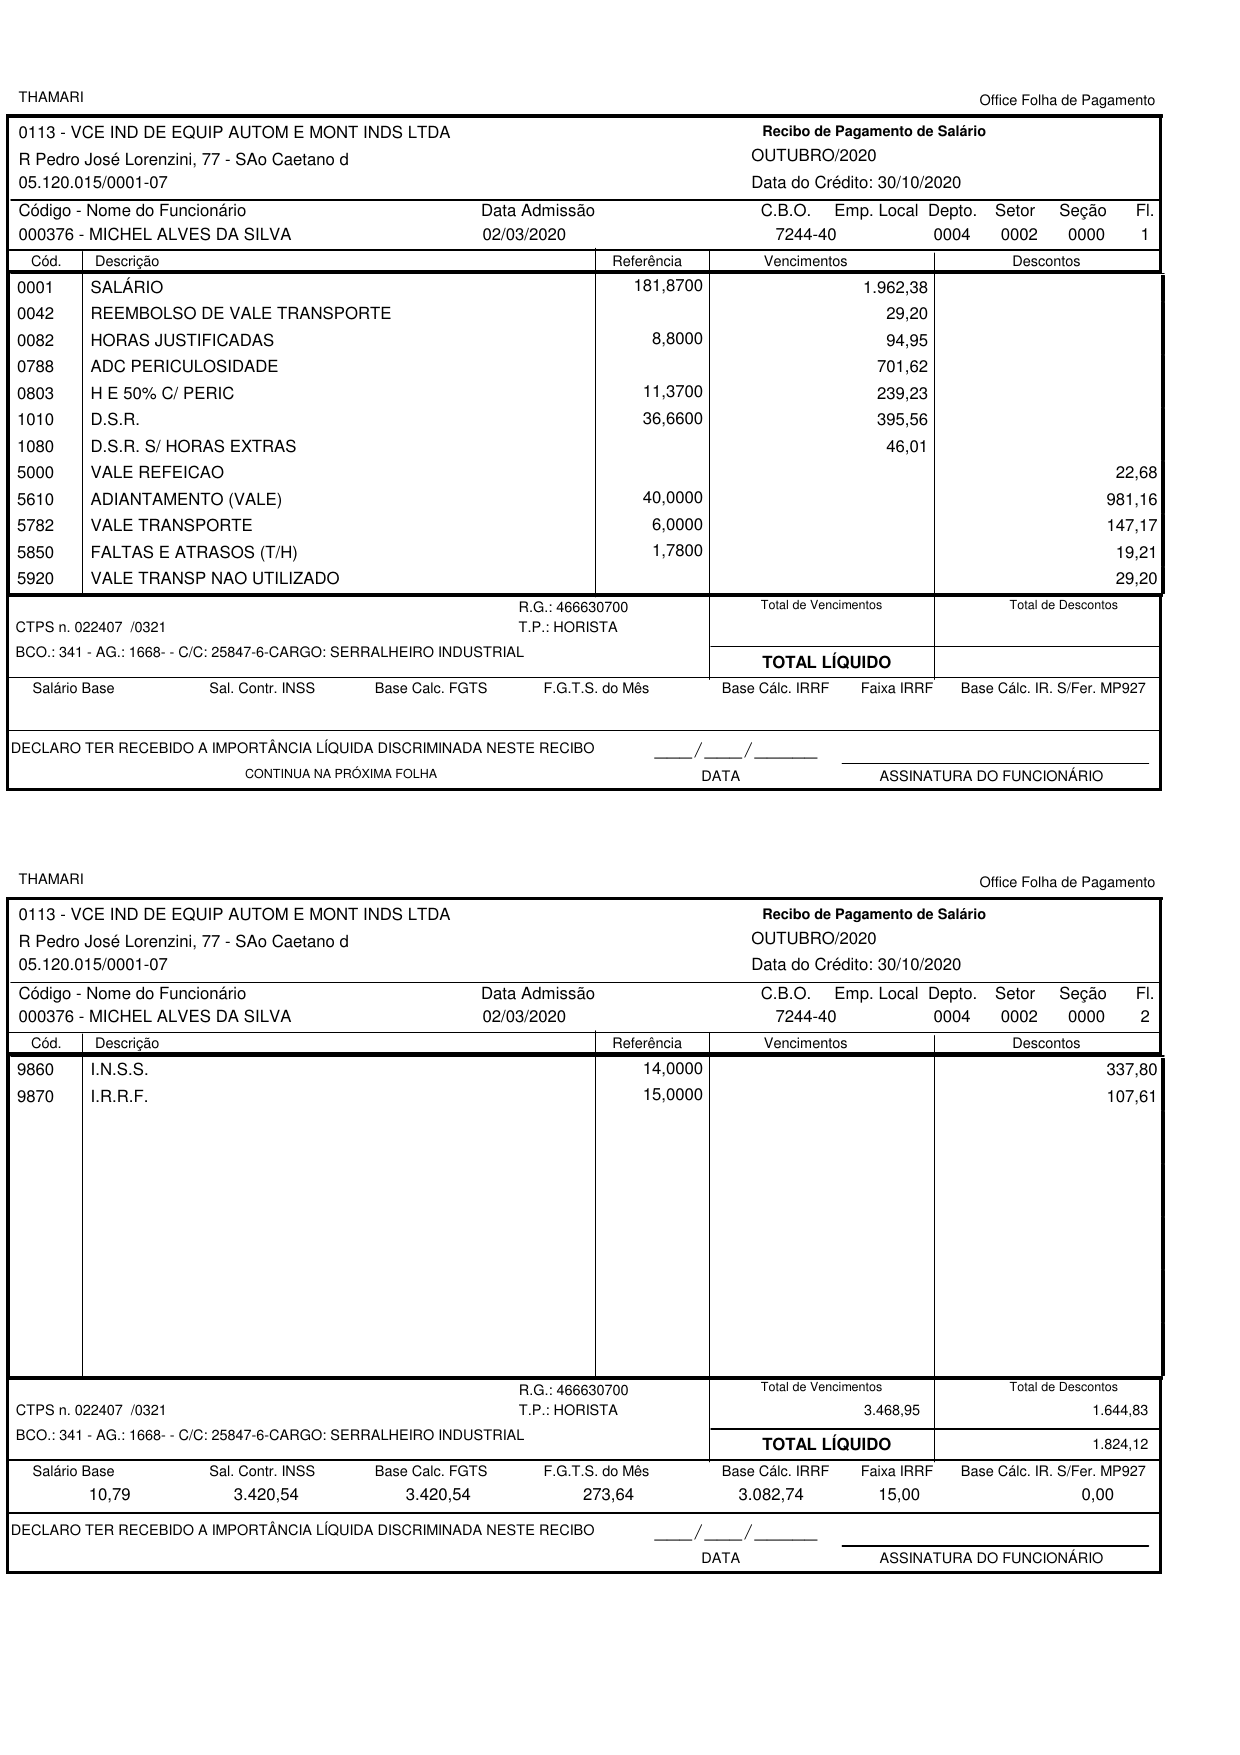 THAMARI Office Folha de Pagamento
0113 - VCE IND DE EQUIP AUTOM E MONT INDS LTDA Recibo de Pagamento de Salário
R Pedro José Lorenzini, 77 - SAo Caetano d OUTUBRO/2020
05.120.015/0001-07 Data do Crédito: 30/10/2020
Código - Nome do Funcionário Data Admissão C.B.O. Emp. Local Depto. Setor Seção Fl.
000376 - MICHEL ALVES DA SILVA 02/03/2020 7244-40 0004 0002 0000 1
Cód. Descrição Referência Vencimentos Descontos
0001 SALÁRIO 181,8700 1.962,38
0042 REEMBOLSO DE VALE TRANSPORTE 29,20
0082 HORAS JUSTIFICADAS 8,8000 94,95
0788 ADC PERICULOSIDADE 701,62
0803 H E 50% C/ PERIC 11,3700 239,23
1010 D.S.R. 36,6600 395,56
1080 D.S.R. S/ HORAS EXTRAS 46,01
5000 VALE REFEICAO 22,68
5610 ADIANTAMENTO (VALE) 40,0000 981,16
5782 VALE TRANSPORTE 6,0000 147,17
5850 FALTAS E ATRASOS (T/H) 1,7800 19,21
5920 VALE TRANSP NAO UTILIZADO 29,20
R.G.: 466630700 Total de Vencimentos Total de Descontos
CTPS n. 022407 /0321 T.P.: HORISTA
BCO.: 341 - AG.: 1668- - C/C: 25847-6-CARGO: SERRALHEIRO INDUSTRIAL
TOTAL LÍQUIDO
Salário Base Sal. Contr. INSS Base Calc. FGTS F.G.T.S. do Mês Base Cálc. IRRF Faixa IRRF Base Cálc. IR. S/Fer. MP927
DECLARO TER RECEBIDO A IMPORTÂNCIA LÍQUIDA DISCRIMINADA NESTE RECIBO ____/____/______
CONTINUA NA PRÓXIMA FOLHA DATA ASSINATURA DO FUNCIONÁRIO
THAMARI Office Folha de Pagamento
0113 - VCE IND DE EQUIP AUTOM E MONT INDS LTDA Recibo de Pagamento de Salário
R Pedro José Lorenzini, 77 - SAo Caetano d OUTUBRO/2020
05.120.015/0001-07 Data do Crédito: 30/10/2020
Código - Nome do Funcionário Data Admissão C.B.O. Emp. Local Depto. Setor Seção Fl.
000376 - MICHEL ALVES DA SILVA 02/03/2020 7244-40 0004 0002 0000 2
Cód. Descrição Referência Vencimentos Descontos
9860 I.N.S.S. 14,0000 337,80
9870 I.R.R.F. 15,0000 107,61
R.G.: 466630700 Total de Vencimentos Total de Descontos
CTPS n. 022407 /0321 T.P.: HORISTA 3.468,95 1.644,83
BCO.: 341 - AG.: 1668- - C/C: 25847-6-CARGO: SERRALHEIRO INDUSTRIAL
TOTAL LÍQUIDO 1.824,12
Salário Base Sal. Contr. INSS Base Calc. FGTS F.G.T.S. do Mês Base Cálc. IRRF Faixa IRRF Base Cálc. IR. S/Fer. MP927
10,79 3.420,54 3.420,54 273,64 3.082,74 15,00 0,00
DECLARO TER RECEBIDO A IMPORTÂNCIA LÍQUIDA DISCRIMINADA NESTE RECIBO ____/____/______
DATA ASSINATURA DO FUNCIONÁRIO